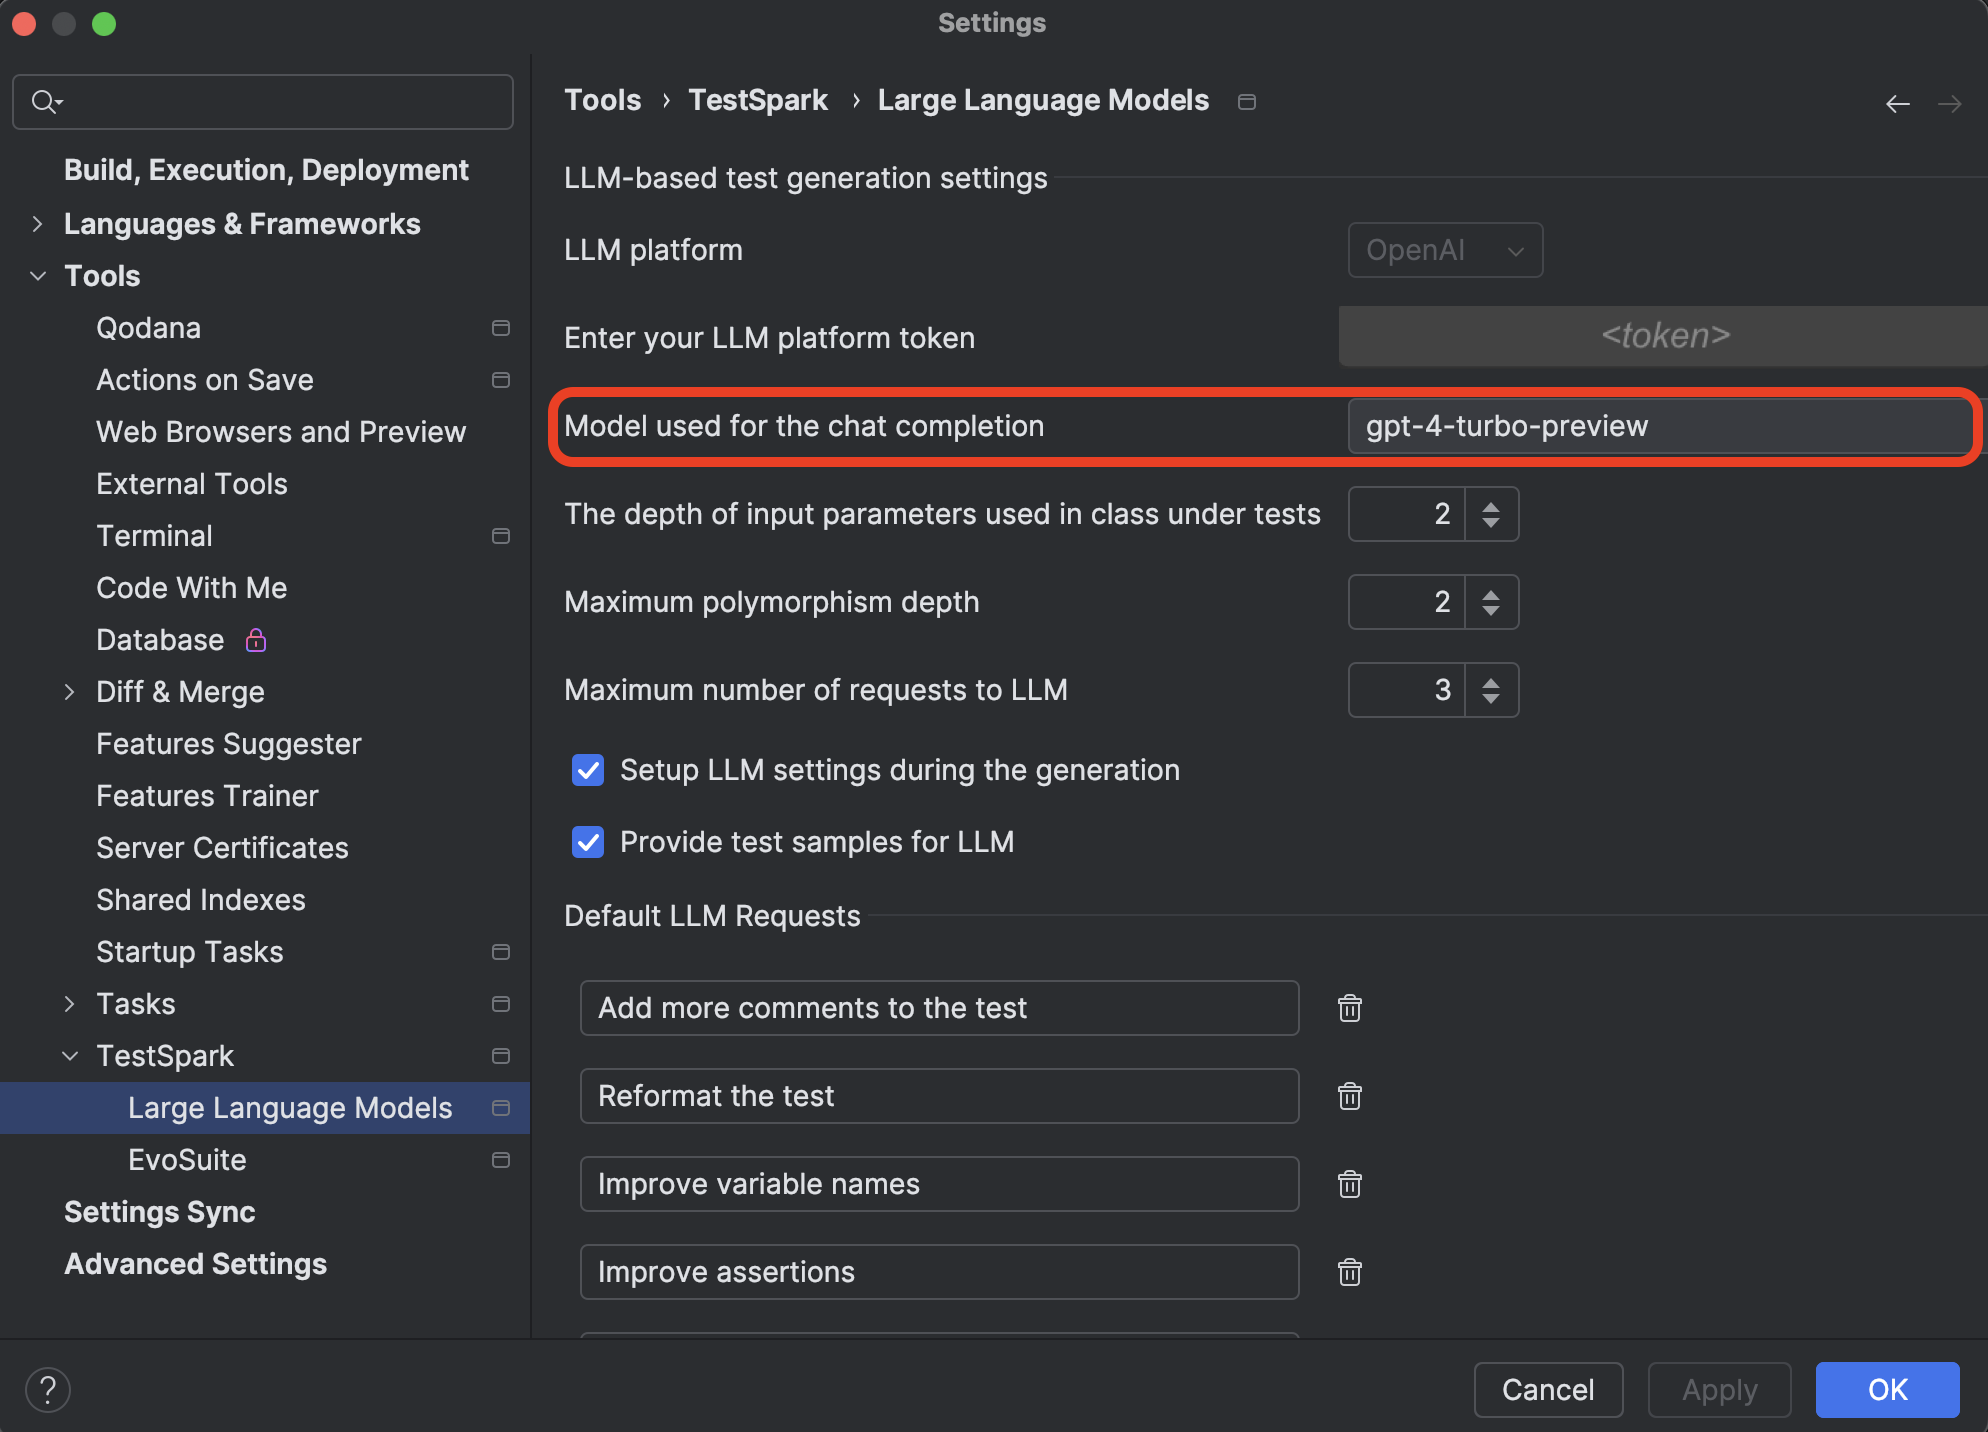 Settings
Build, Execution, Deployment
Languages & Frameworks
Tools
Qodana
Actions on Save
Web Browsers and Preview
External Tools
Terminal
Code With Me
Database
Diff & Merge
Features Suggester
Features Trainer
Server Certificates
Shared Indexes
Startup Tasks
Tasks
TestSpark
Large Language Models
EvoSuite
Settings Sync
Advanced Settings
Tools › TestSpark › Large Language Models
LLM-based test generation settings
LLM platform OpenAI
Enter your LLM platform token <token>
Model used for the chat completion gpt-4-turbo-preview
The depth of input parameters used in class under tests 2
Maximum polymorphism depth 2
Maximum number of requests to LLM 3
Setup LLM settings during the generation
Provide test samples for LLM
Default LLM Requests
Add more comments to the test
Reformat the test
Improve variable names
Improve assertions
? Cancel Apply OK